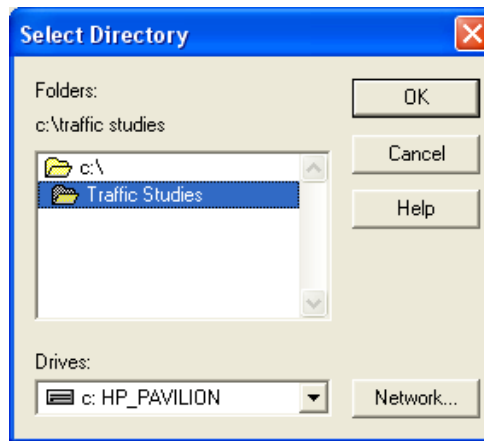 Select Directory
Folders:
c:\traffic studies
c:\
Traffic Studies
OK
Cancel
Help
Drives:
c: HP_PAVILION
Network...